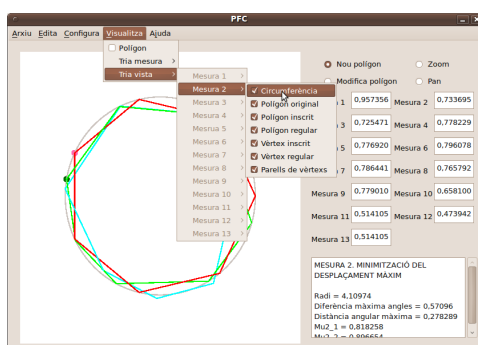 PFC
Arxiu Edita Configura Visualitza Ajuda
Polígon
Tria mesura
Tria vista
Mesura 1
Mesura 2
Mesura 3
Mesura 4
Mesrua 5
Mesura 6
Mesura 7
Mesura 8
Mesura 9
Mesura 10
Mesura 11
Mesura 12
Mesura 13
Circumferència
Polígon original
Polígon inscrit
Polígon regular
Vèrtex inscrit
Vèrtex regular
Parells de vèrtexs
Nou polígon Zoom
Modifica polígon Pan
1 0,957356 Mesura 2 0,733695
3 0,725471 Mesura 4 0,778229
5 0,776920 Mesura 6 0,796078
7 0,786441 Mesura 8 0,765792
Mesura 9 0,779010 Mesura 10 0,658100
Mesura 11 0,514105 Mesura 12 0,473942
Mesura 13 0,514105
MESURA 2. MINIMITZACIÓ DEL
DESPLAÇAMENT MÀXIM
Radi = 4,10974
Diferència màxima angles = 0,57096
Distància angular màxima = 0,278289
Mu2_1 = 0,818258
Mu2_2 = 0,896654